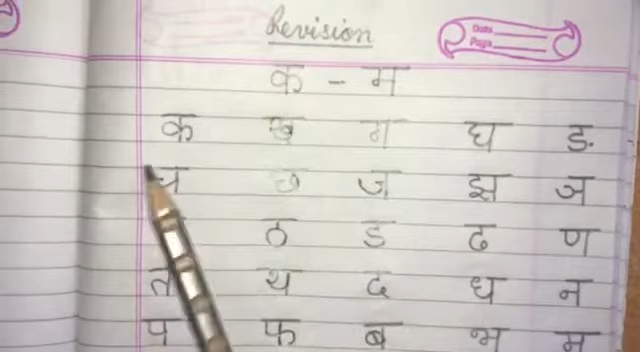 Revision
Date
Page
क - म
क ख ग घ ङ
च छ ज झ ञ
ठ ड ढ ण
त थ द ध न
प फ ब भ म